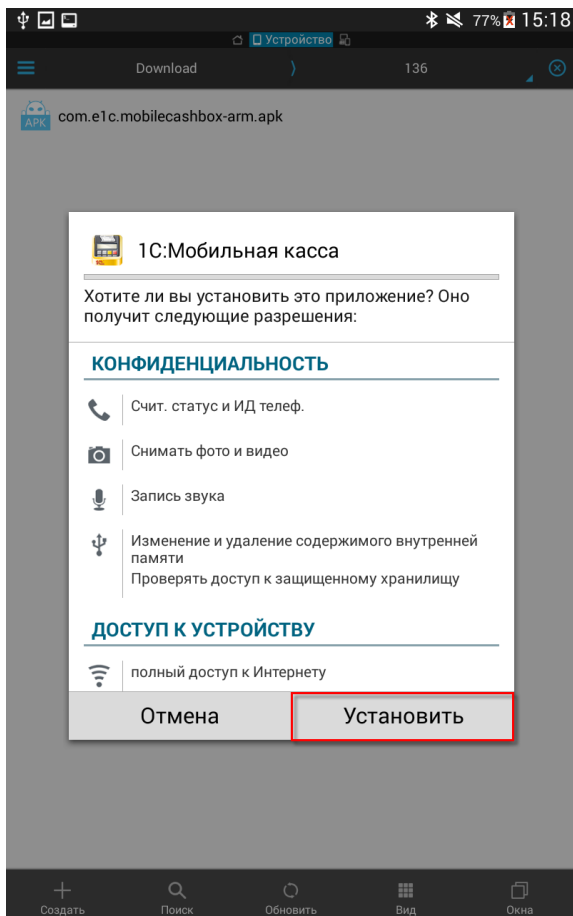 77% 15:18
Устройство
Download 136
APK com.e1c.mobilecashbox-arm.apk
1С:Мобильная касса
Хотите ли вы установить это приложение? Оно
получит следующие разрешения:
КОНФИДЕНЦИАЛЬНОСТЬ
Счит. статус и ИД телеф.
Снимать фото и видео
Запись звука
Изменение и удаление содержимого внутренней
памяти
Проверять доступ к защищенному хранилищу
ДОСТУП К УСТРОЙСТВУ
полный доступ к Интернету
Отмена Установить
Создать Поиск Обновить Вид Окна